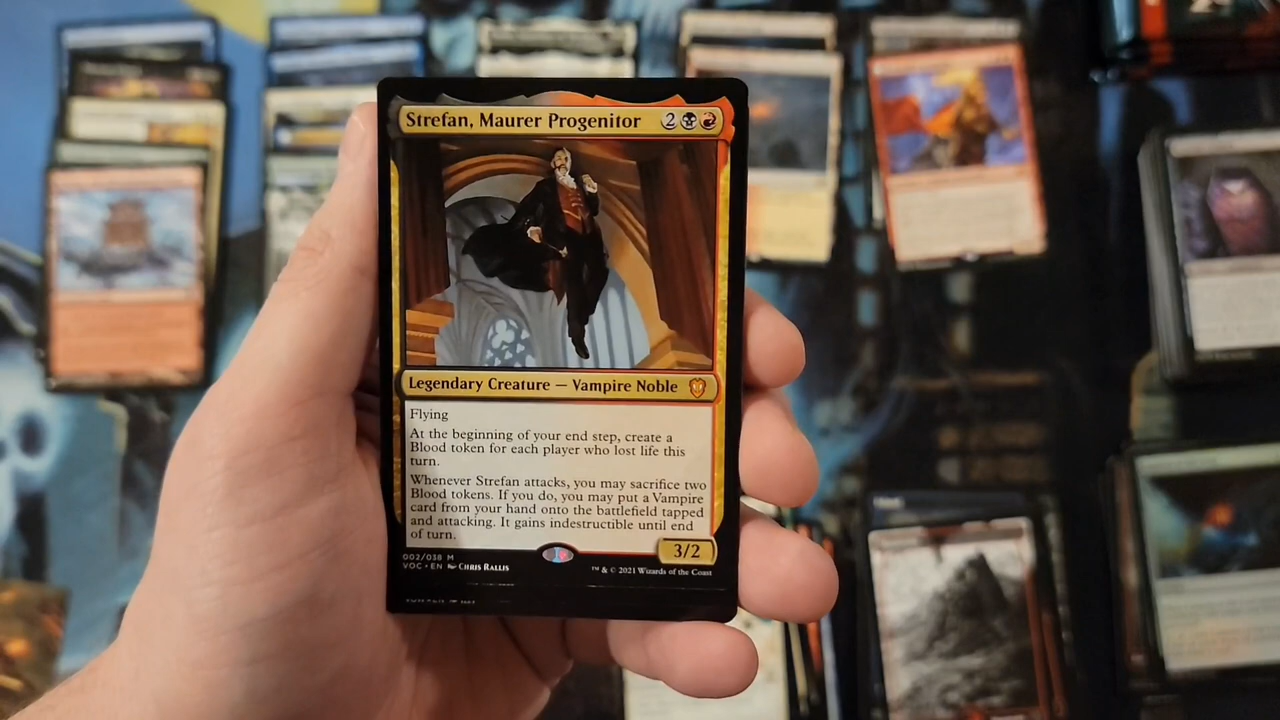 Strefan, Maurer Progenitor 2
Legendary Creature — Vampire Noble
Flying
At the beginning of your end step, create a
Blood token for each player who lost life this
turn.
Whenever Strefan attacks, you may sacrifice two
Blood tokens. If you do, you may put a Vampire
card from your hand onto the battlefield tapped
and attacking. It gains indestructible until end
of turn.
3/2
002/038 M
VOC • EN Chris Rallis
™ & © 2021 Wizards of the Coast